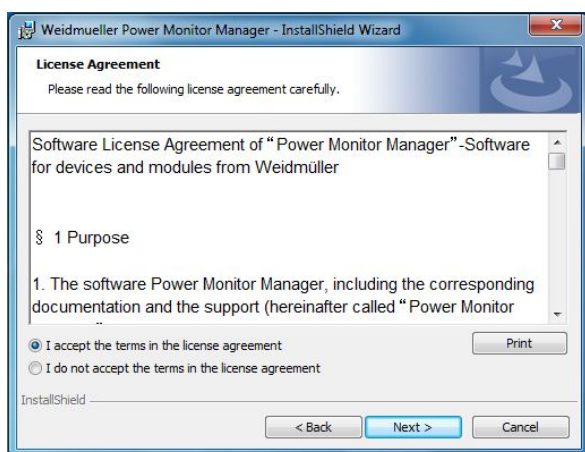 Weidmueller Power Monitor Manager - InstallShield Wizard
License Agreement
Please read the following license agreement carefully.
Software License Agreement of “Power Monitor Manager”-Software
for devices and modules from Weidmüller
§ 1 Purpose
1. The software Power Monitor Manager, including the corresponding
documentation and the support (hereinafter called “Power Monitor
I accept the terms in the license agreement
Print
I do not accept the terms in the license agreement
InstallShield
< Back
Next >
Cancel